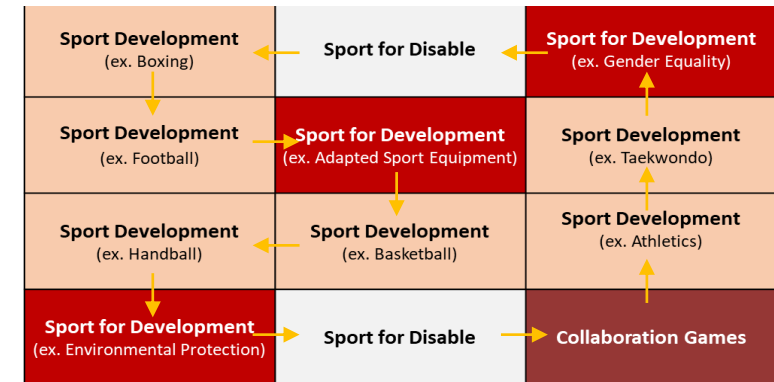 Sport Development
(ex. Boxing)
Sport for Disable
Sport for Development
(ex. Gender Equality)
Sport Development
(ex. Football)
Sport for Development
(ex. Adapted Sport Equipment)
Sport Development
(ex. Taekwondo)
Sport Development
(ex. Handball)
Sport Development
(ex. Basketball)
Sport Development
(ex. Athletics)
Sport for Development
(ex. Environmental Protection)
Sport for Disable
Collaboration Games